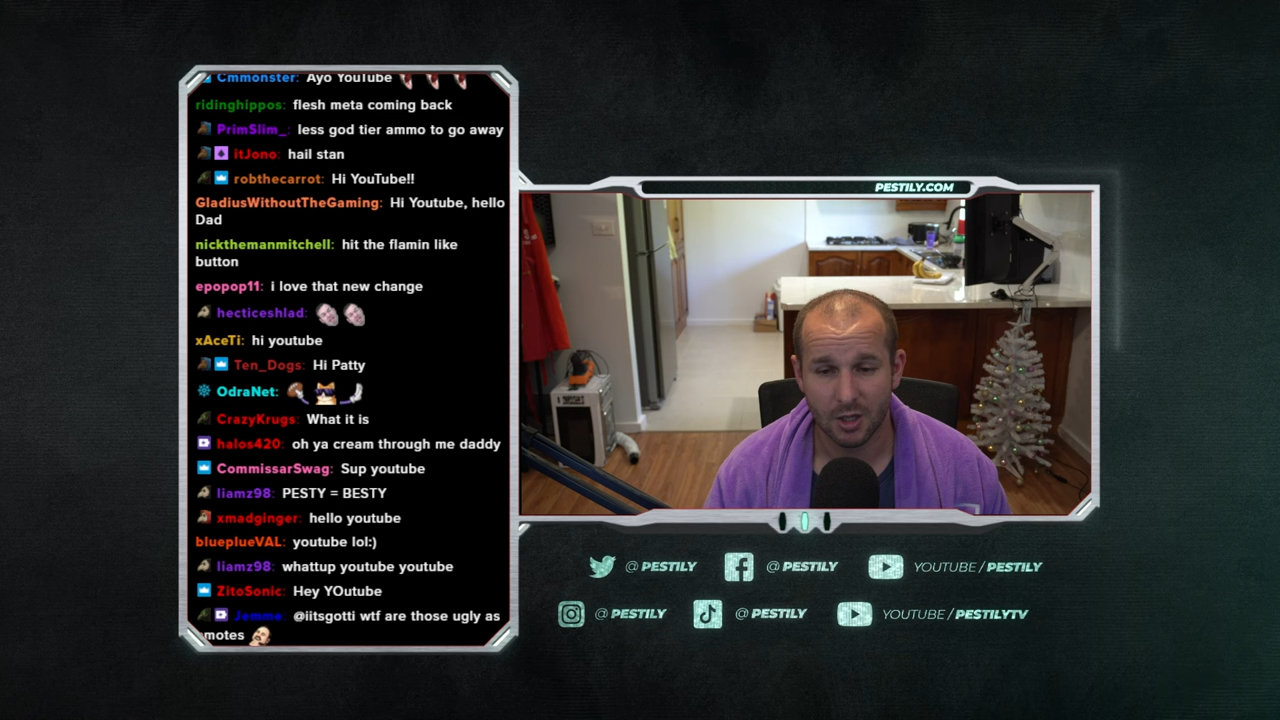 Cmmonster: Ayo YouTube
ridinghippos: flesh meta coming back
PrimSlim_: less god tier ammo to go away
itJono: hail stan
robthecarrot: Hi YouTube!!
GladiusWithoutTheGaming: Hi Youtube, hello
Dad
nickthemanmitchell: hit the flamin like
button
epopop11: i love that new change
hecticeshlad:
xAceTi: hi youtube
Ten_Dogs: Hi Patty
OdraNet:
CrazyKrugs: What it is
halos420: oh ya cream through me daddy
CommissarSwag: Sup youtube
liamz98: PESTY = BESTY
xmadginger: hello youtube
blueplueVAL: youtube lol:)
liamz98: whattup youtube youtube
ZitoSonic: Hey YOutube
Jemme: @iitsgotti wtf are those ugly as
emotes
PESTILY.COM
@PESTILY @PESTILY YOUTUBE/PESTILY
@PESTILY @PESTILY YOUTUBE/PESTILYTV